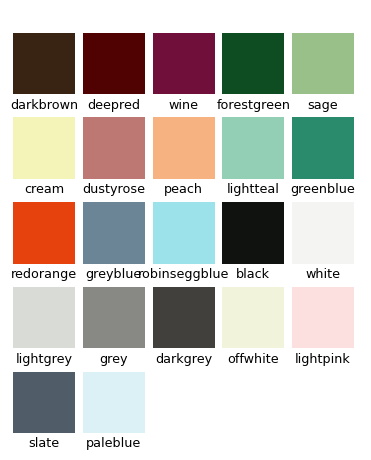 darkbrown deepred wine forestgreen sage
cream dustyrose peach lightteal greenblue
redorange greyblue robinseggblue black white
lightgrey grey darkgrey offwhite lightpink
slate paleblue